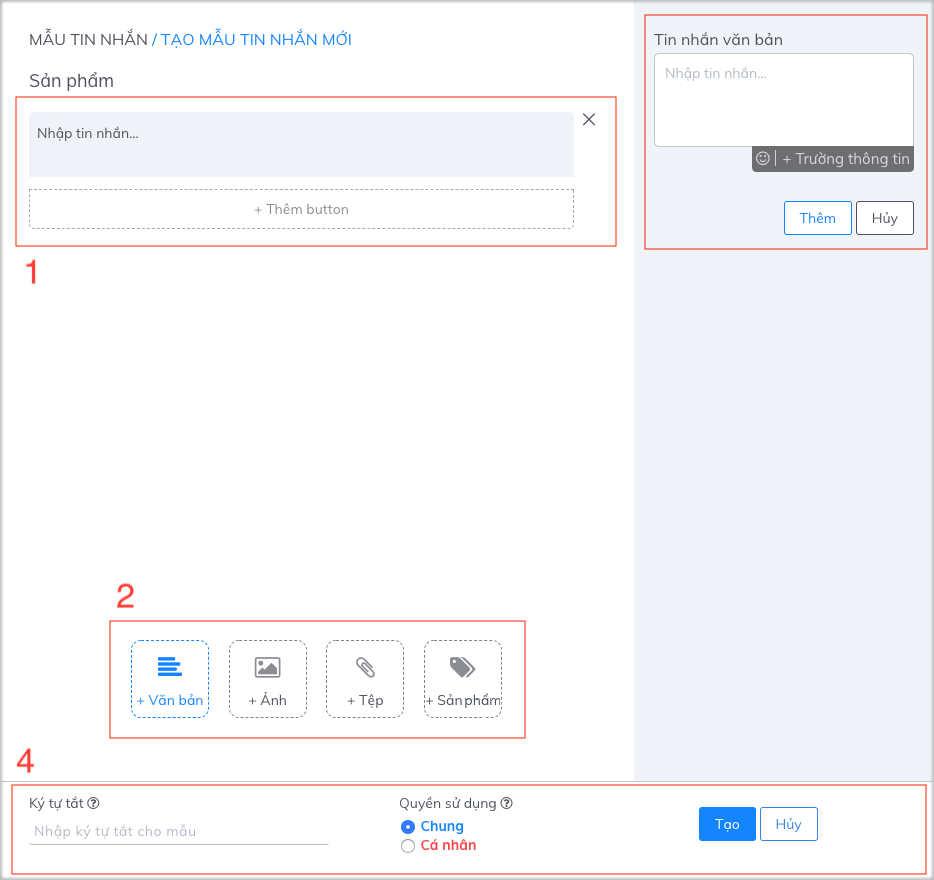 MẪU TIN NHẮN / TẠO MẪU TIN NHẮN MỚI
Sản phẩm
Nhập tin nhắn...
+ Thêm button
1
Tin nhắn văn bản
Nhập tin nhắn...
+ Trường thông tin
Thêm Hủy
2
+ Văn bản + Ảnh + Tệp + Sản phẩm
4
Ký tự tắt
Nhập ký tự tắt cho mẫu
Quyền sử dụng
Chung
Cá nhân
Tạo Hủy